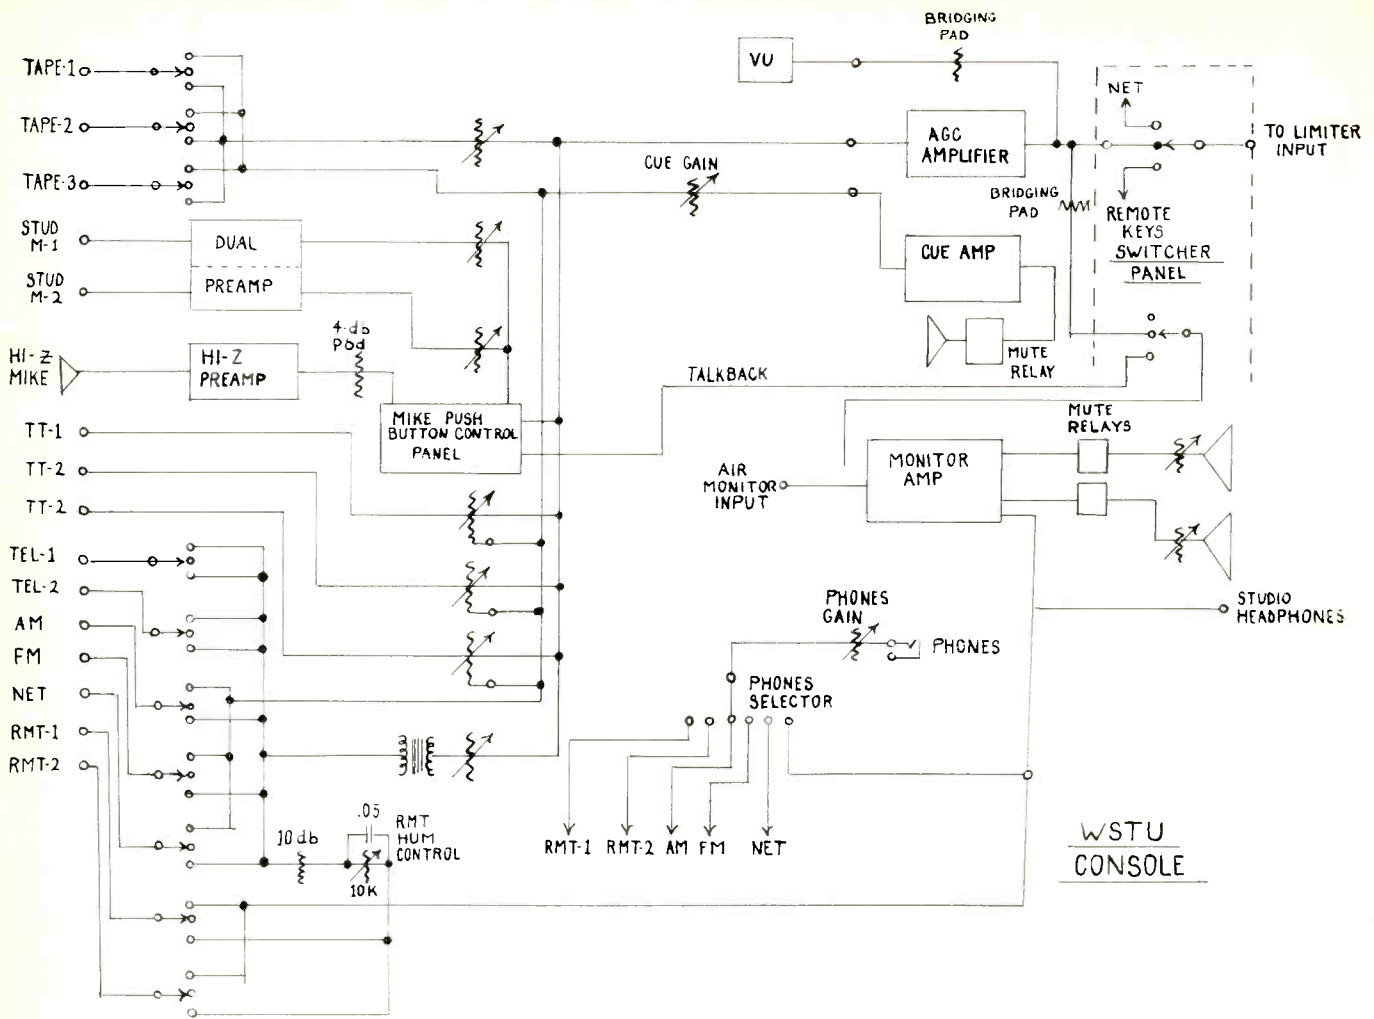 BRIDGING
PAD
VU
TAPE-1
TAPE-2
TAPE-3
AGC
AMPLIFIER
NET
TO LIMITER
INPUT
CUE GAIN
BRIDGING
PAD
REMOTE
KEYS
SWITCHER
PANEL
STUD
M-1
DUAL
STUD
M-2
PREAMP
CUE AMP
4-db
Pad
HI-Z
MIKE
HI-Z
PREAMP
MUTE
RELAY
TALKBACK
MIKE PUSH
BUTTON CONTROL
PANEL
MUTE
RELAYS
TT-1
TT-2
TT-2
AIR
MONITOR
INPUT
MONITOR
AMP
TEL-1
TEL-2
AM
FM
NET
RMT-1
RMT-2
PHONES
GAIN
PHONES
STUDIO
HEADPHONES
PHONES
SELECTOR
10 db
.05
10K
RMT
HUM
CONTROL
RMT-1
RMT-2
AM
FM
NET
WSTU
CONSOLE